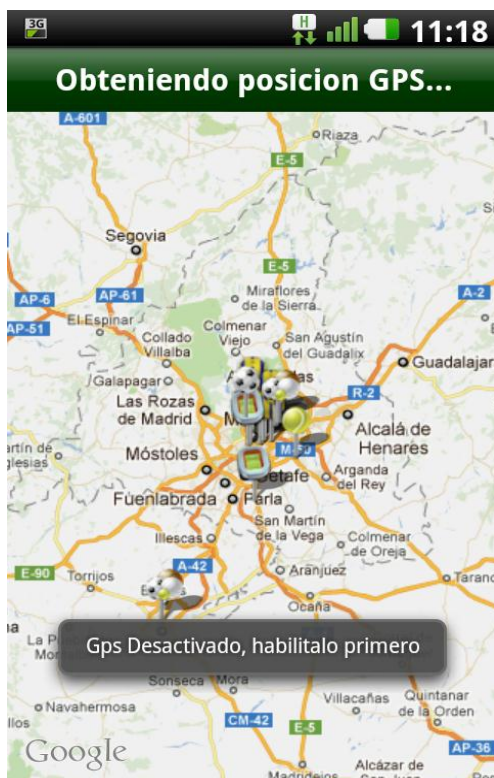 3G
H
11:18
Obteniendo posicion GPS...
A-601
Riaza
E-5
Segovia
E-5
AP-6
AP-61
Miraflores
de la Sierra
A-2
AP-51
El Espinar
Collado
Villalba
Colmenar
Viejo
San Agustín
del Guadalix
Guadalajar
Galapagar
R-2
Las Rozas
de Madrid
Alcalá de
Henares
Móstoles
M-50
etafe
Arganda
del Rey
Fuenlabrada
Parla
San Martín
de la Vega
Colmenar
de Oreja
Illescas
A-42
E-90
Torrijos
Aranjuez
Taranc
Ocaña
Gps Desactivado, habilitalo primero
Sonseca
Mora
Navahermosa
Villacañas
Quintanar
de la Orden
CM-42
E-5
AP-36
Google
Madridejos
Alcázar de